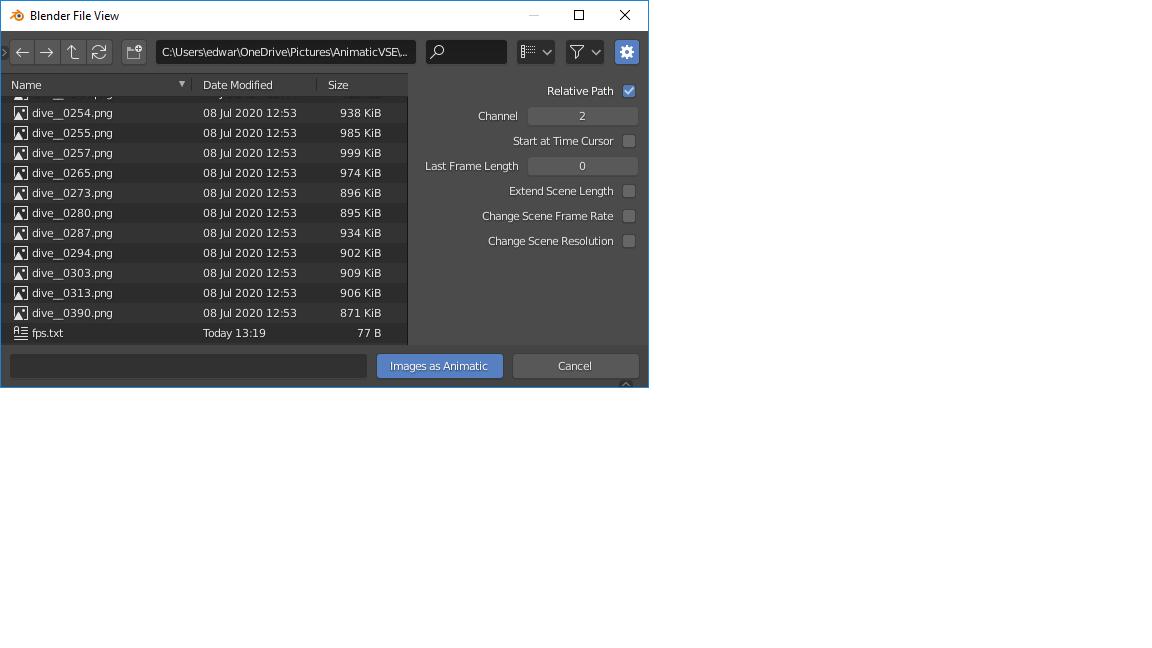 Blender File View
C:\Users\edwar\OneDrive\Pictures\AnimaticVSE\...
Name Date Modified Size
dive__0254.png 08 Jul 2020 12:53 938 KiB
dive__0255.png 08 Jul 2020 12:53 985 KiB
dive__0257.png 08 Jul 2020 12:53 999 KiB
dive__0265.png 08 Jul 2020 12:53 974 KiB
dive__0273.png 08 Jul 2020 12:53 896 KiB
dive__0280.png 08 Jul 2020 12:53 895 KiB
dive__0287.png 08 Jul 2020 12:53 934 KiB
dive__0294.png 08 Jul 2020 12:53 902 KiB
dive__0303.png 08 Jul 2020 12:53 909 KiB
dive__0313.png 08 Jul 2020 12:53 906 KiB
dive__0390.png 08 Jul 2020 12:53 871 KiB
fps.txt Today 13:19 77 B
Relative Path
Channel 2
Start at Time Cursor
Last Frame Length 0
Extend Scene Length
Change Scene Frame Rate
Change Scene Resolution
Images as Animatic Cancel